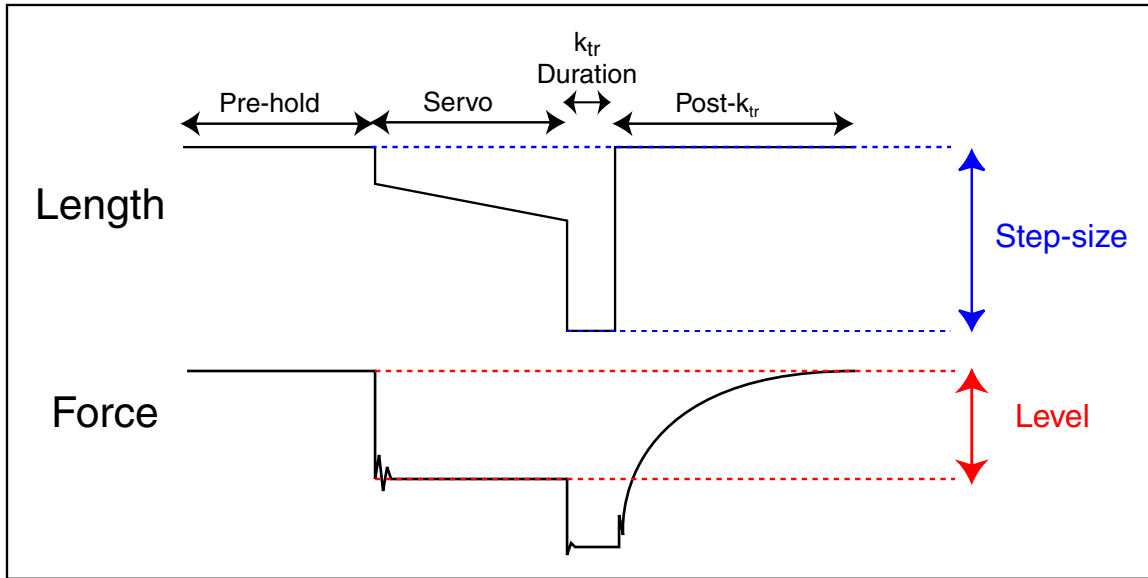 k_tr
Duration
Pre-hold
Servo
Post-k_tr
Length
Step-size
Force
Level